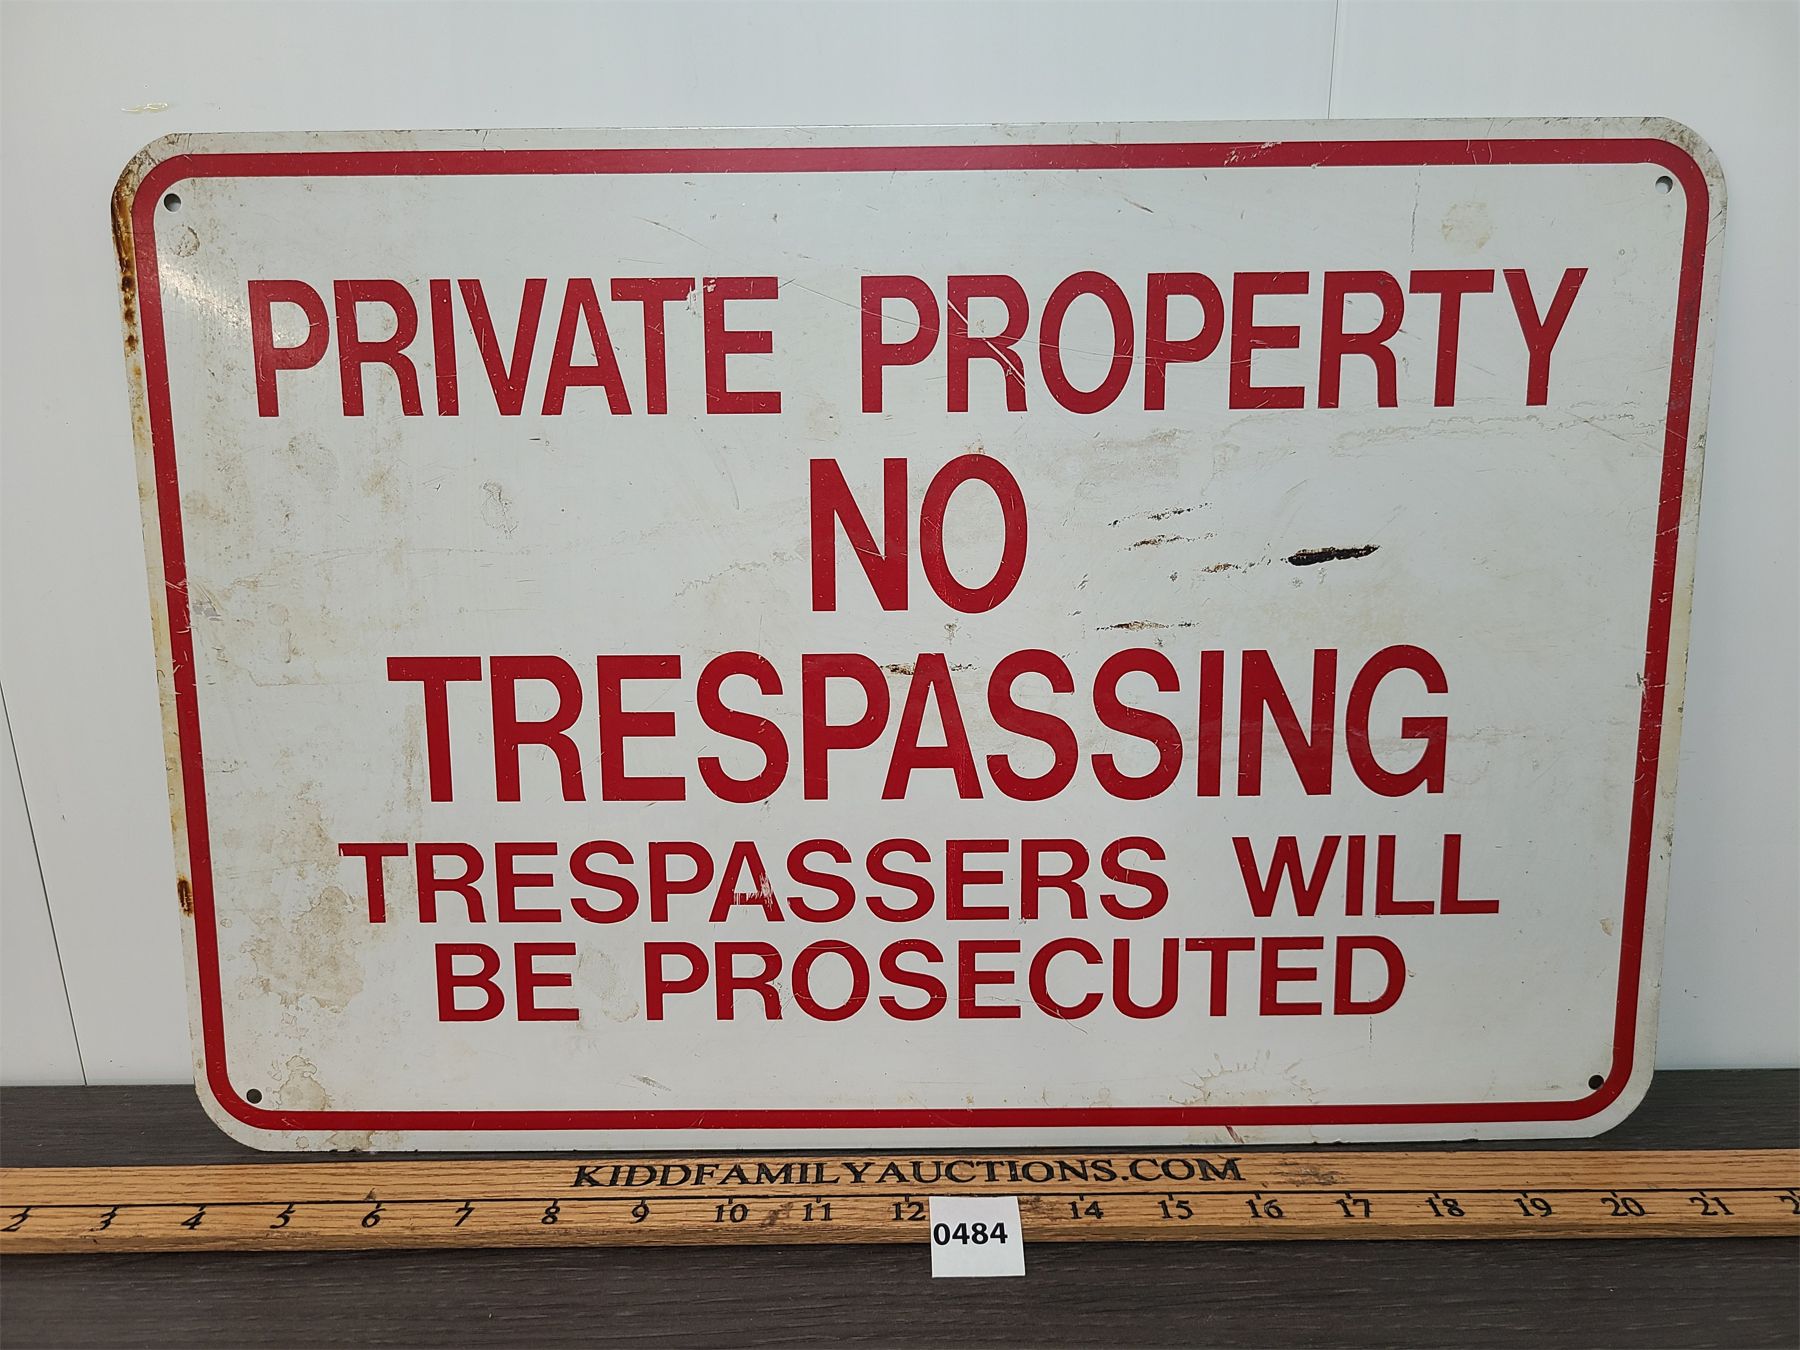 PRIVATE PROPERTY
NO
TRESPASSING
TRESPASSERS WILL
BE PROSECUTED
KIDDFAMILYAUCTIONS.COM
2 3 4 5 6 7 8 9 10 11 12 14 15 16 17 18 19 20 21
0484